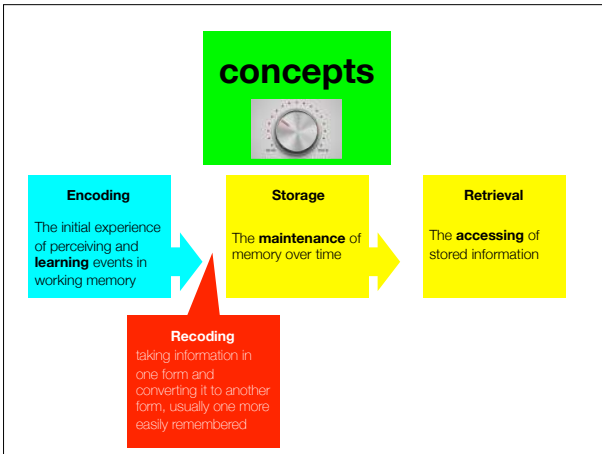 concepts
Encoding
The initial experience
of perceiving and
learning events in
working memory
Storage
The maintenance of
memory over time
Retrieval
The accessing of
stored information
Recoding
taking information in
one form and
converting it to another
form, usually one more
easily remembered